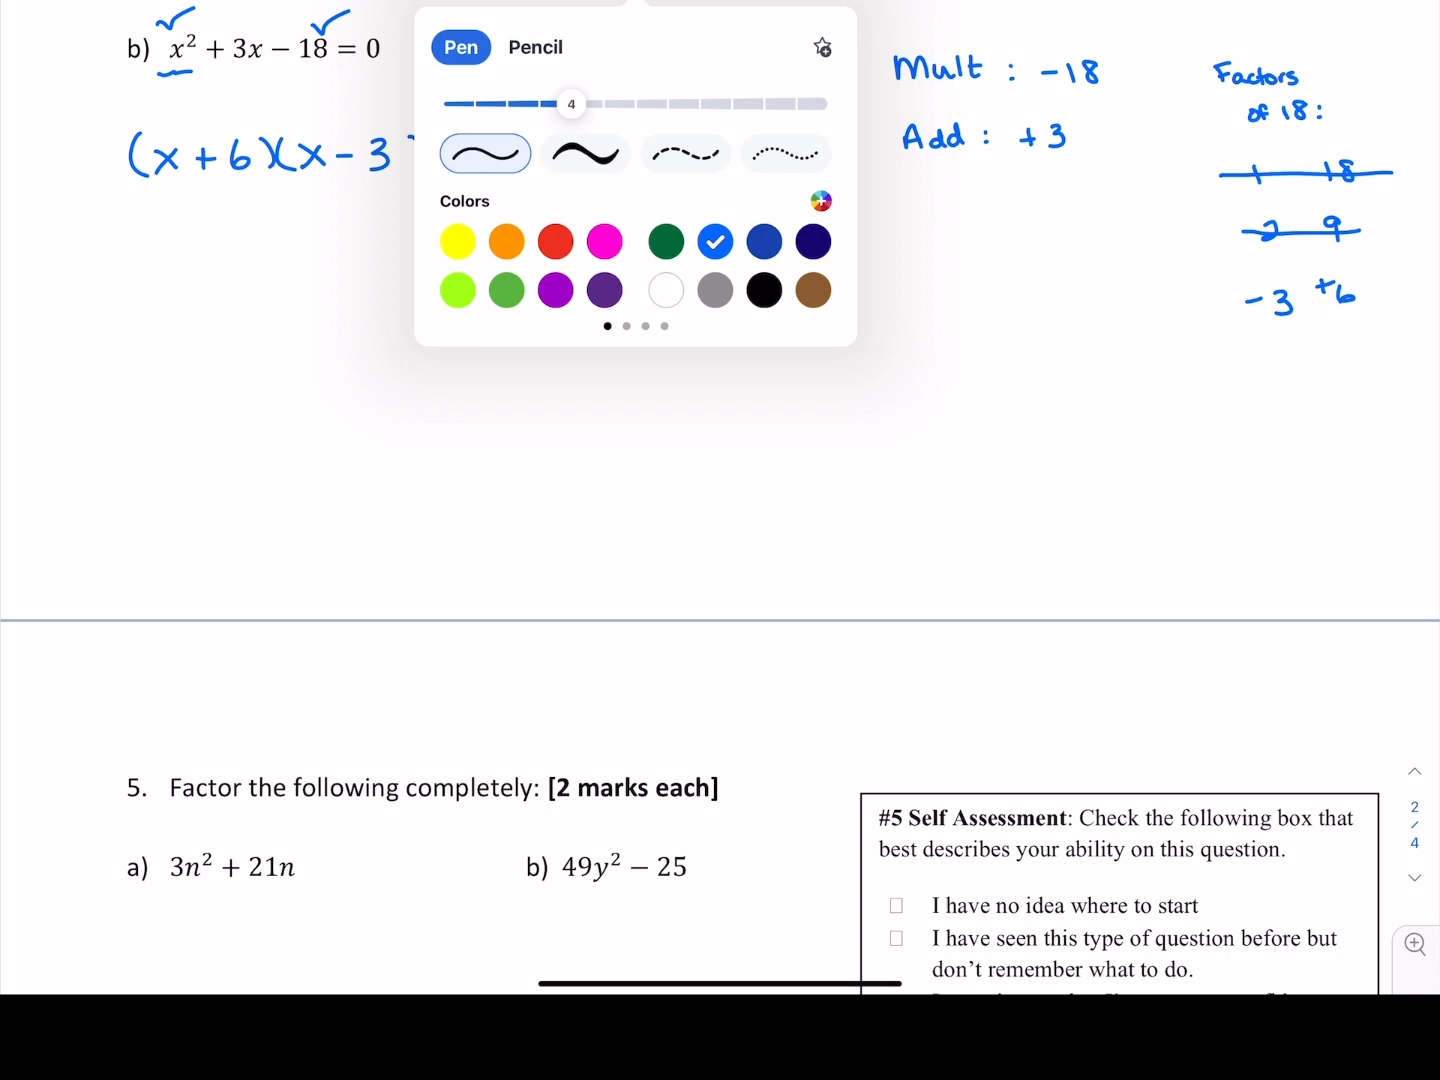 b) x² + 3x − 18 = 0
(x + 6)(x − 3
Pen Pencil
4
Colors
Mult : −18
Add : +3
Factors
of 18 :
1 18
2 9
−3 +6
5. Factor the following completely: [2 marks each]
a) 3n² + 21n
b) 49y² − 25
#5 Self Assessment: Check the following box that
best describes your ability on this question.
☐ I have no idea where to start
☐ I have seen this type of question before but
don’t remember what to do.
2
/
4